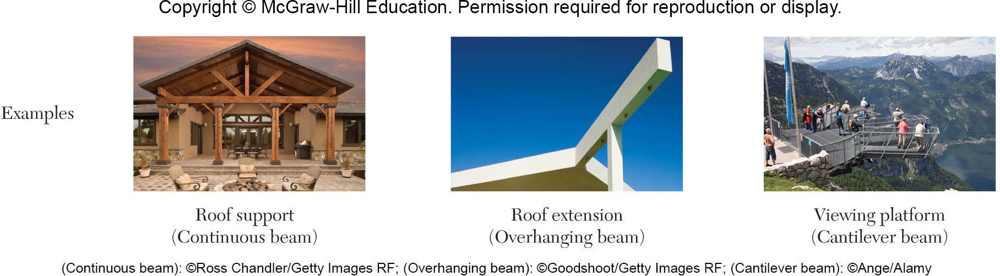 Copyright © McGraw-Hill Education. Permission required for reproduction or display.
Examples
Roof support
(Continuous beam)
Roof extension
(Overhanging beam)
Viewing platform
(Cantilever beam)
(Continuous beam): ©Ross Chandler/Getty Images RF; (Overhanging beam): ©Goodshoot/Getty Images RF; (Cantilever beam): ©Ange/Alamy